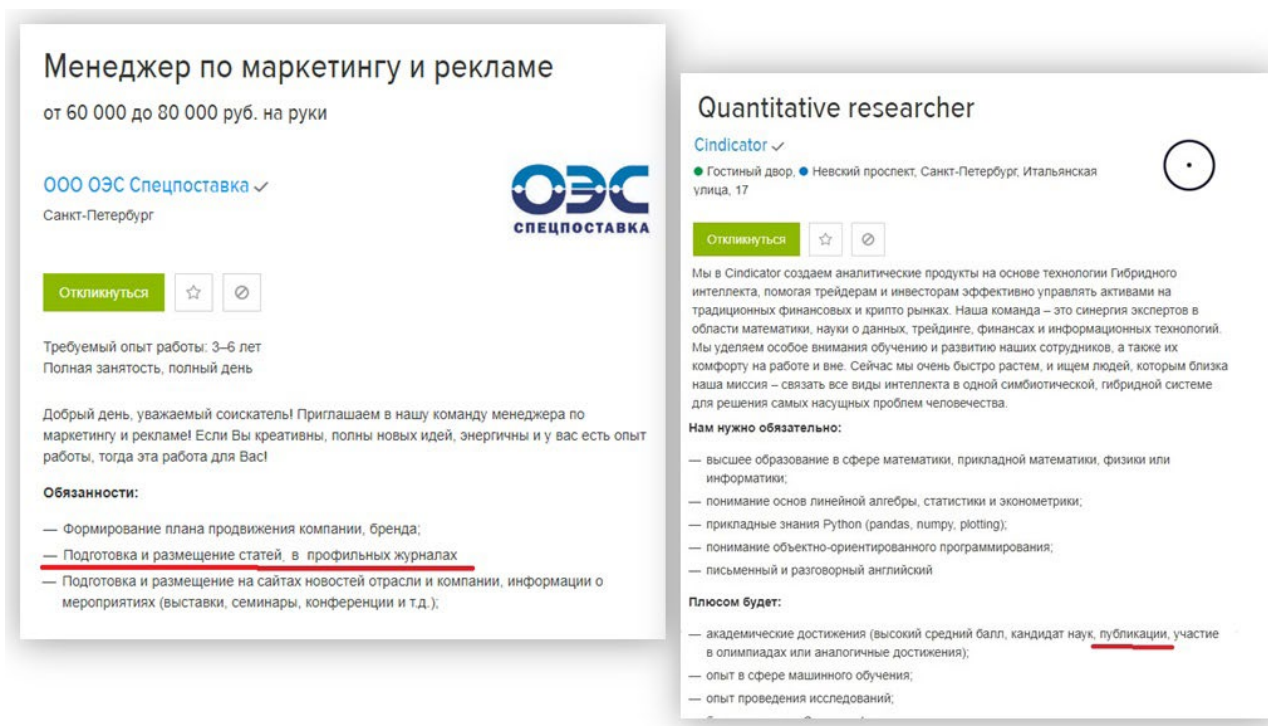 Менеджер по маркетингу и рекламе
от 60 000 до 80 000 руб. на руки
ООО ОЭС Спецпоставка
Санкт-Петербург
ОЭС
СПЕЦПОСТАВКА
Откликнуться
Требуемый опыт работы: 3–6 лет
Полная занятость, полный день
Добрый день, уважаемый соискатель! Приглашаем в нашу команду менеджера по
маркетингу и рекламе! Если Вы креативны, полны новых идей, энергичны и у вас есть опыт
работы, тогда эта работа для Вас!
Обязанности:
— Формирование плана продвижения компании, бренда;
— Подготовка и размещение статей, в профильных журналах
— Подготовка и размещение на сайтах новостей отрасли и компании, информации о
мероприятиях (выставки, семинары, конференции и т.д.);
Quantitative researcher
Cindicator
Гостиный двор, Невский проспект, Санкт-Петербург, Итальянская
улица, 17
Откликнуться
Мы в Cindicator создаем аналитические продукты на основе технологии Гибридного
интеллекта, помогая трейдерам и инвесторам эффективно управлять активами на
традиционных финансовых и крипто рынках. Наша команда – это синергия экспертов в
области математики, науки о данных, трейдинге, финансах и информационных технологий.
Мы уделяем особое внимания обучению и развитию наших сотрудников, а также их
комфорту на работе и вне. Сейчас мы очень быстро растем, и ищем людей, которым близка
наша миссия – связать все виды интеллекта в одной симбиотической, гибридной системе
для решения самых насущных проблем человечества.
Нам нужно обязательно:
— высшее образование в сфере математики, прикладной математики, физики или
информатики;
— понимание основ линейной алгебры, статистики и эконометрики;
— прикладные знания Python (pandas, numpy, plotting);
— понимание объектно-ориентированного программирования;
— письменный и разговорный английский
Плюсом будет:
— академические достижения (высокий средний балл, кандидат наук, публикации, участие
в олимпиадах или аналогичные достижения);
— опыт в сфере машинного обучения;
— опыт проведения исследований;